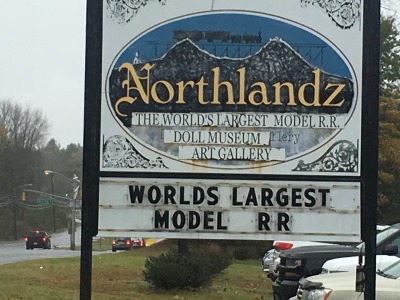 Northlandz
THE WORLD'S LARGEST MODEL R.R.
DOLL MUSEUM
ART GALLERY
WORLDS LARGEST
MODEL RR